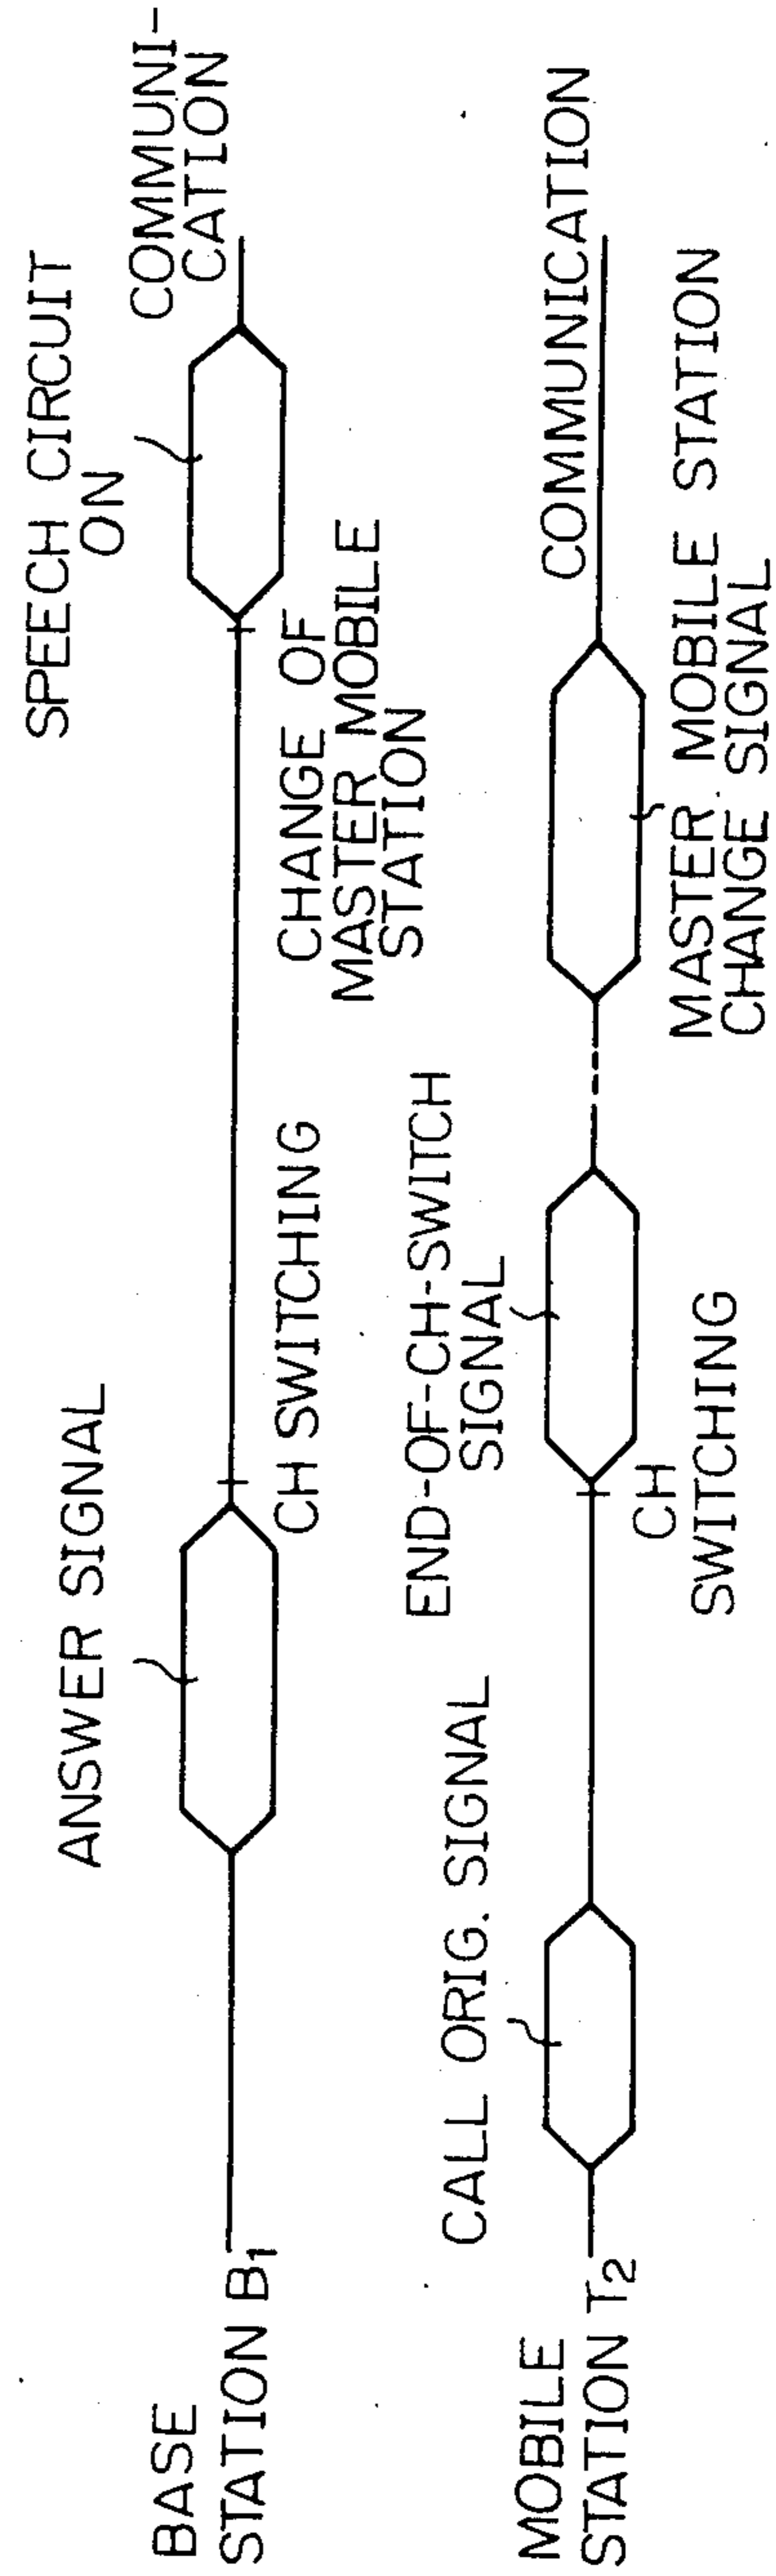 BASE
STATION B1
ANSWER SIGNAL
CH SWITCHING
CHANGE OF
MASTER MOBILE
STATION
SPEECH CIRCUIT
ON
COMMUNI-
CATION
MOBILE
STATION T2
CALL ORIG. SIGNAL
CH
SWITCHING
END-OF-CH-SWITCH
SIGNAL
MASTER MOBILE STATION
CHANGE SIGNAL
COMMUNICATION